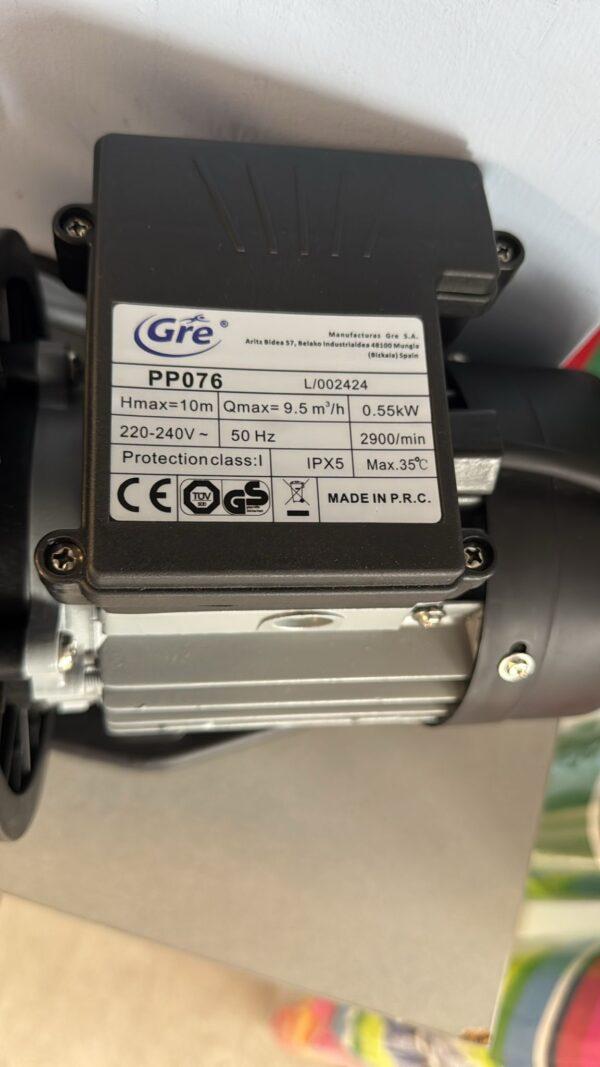 Gre®
Manufacturas Gre S.A.
Aritz Bidea 57, Belako Industrialdea 48100 Mungia
(Bizkaia) Spain
PP076 L/002424
Hmax=10m Qmax= 9.5 m³/h 0.55kW
220-240V ~ 50 Hz 2900/min
Protection class:I IPX5 Max.35℃
CE TÜV SÜD GS MADE IN P.R.C.